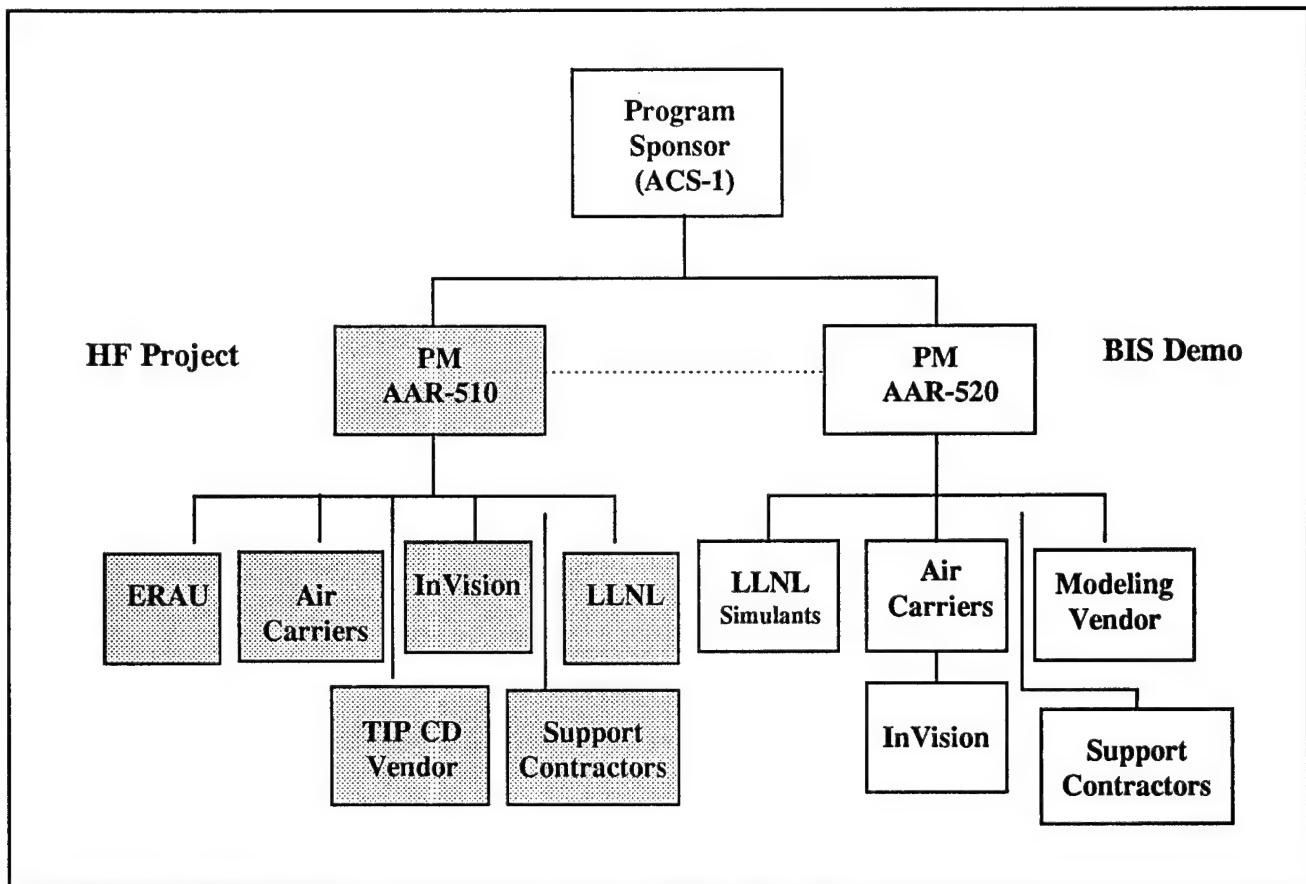 Program
Sponsor
(ACS-1)
HF Project
PM
AAR-510
PM
AAR-520
BIS Demo
ERAU
Air
Carriers
InVision
LLNL
TIP CD
Vendor
Support
Contractors
LLNL
Simulants
Air
Carriers
Modeling
Vendor
InVision
Support
Contractors